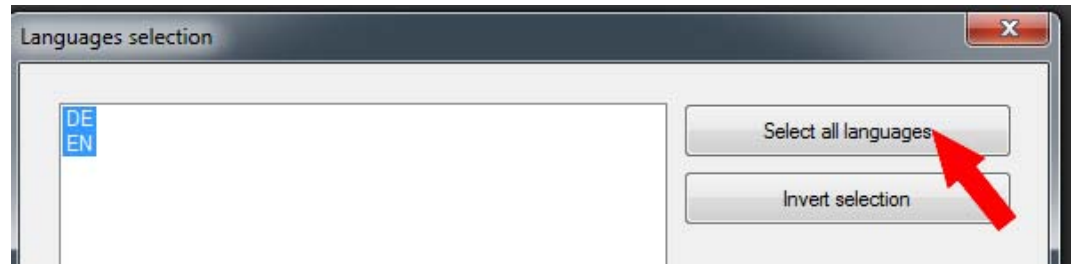 Languages selection
DE
EN
Select all languages
Invert selection